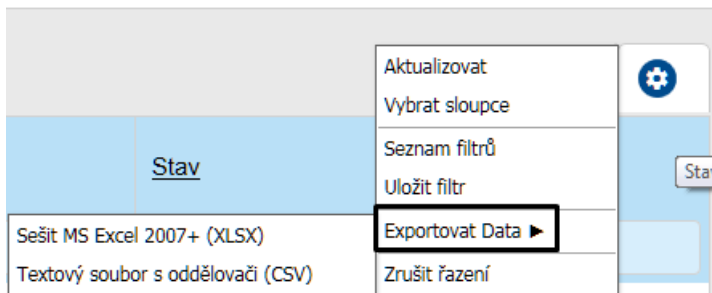 Aktualizovat
Vybrat sloupce
Seznam filtrů
Stav
Uložit filtr
Exportovat Data ▶
Sešit MS Excel 2007+ (XLSX)
Textový soubor s oddělovači (CSV)
Zrušit řazení